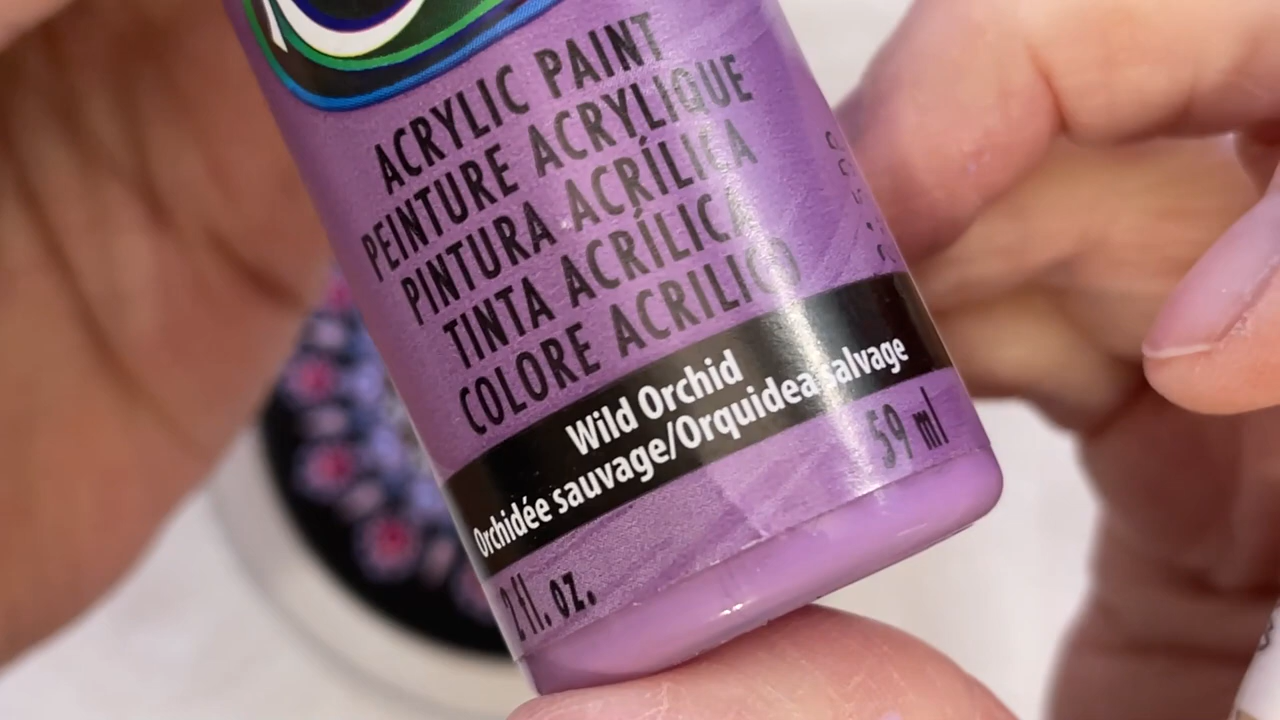 ACRYLIC PAINT
PEINTURE ACRYLIQUE
PINTURA ACRÍLICA
TINTA ACRÍLICA
COLORE ACRILICO
Wild Orchid
Orchidée sauvage/Orquidea salvage
2 fl. oz. 59 ml